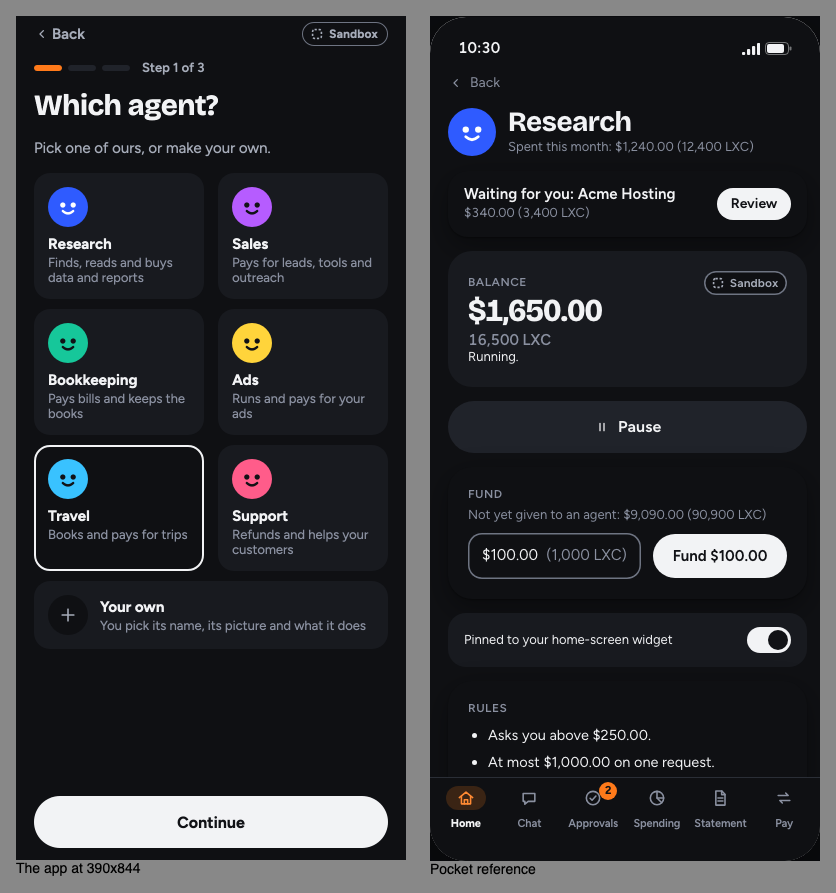 Back
Sandbox
Step 1 of 3
Which agent?
Pick one of ours, or make your own.
Research
Finds, reads and buys
data and reports
Sales
Pays for leads, tools and
outreach
Bookkeeping
Pays bills and keeps the
books
Ads
Runs and pays for your
ads
Travel
Books and pays for trips
Support
Refunds and helps your
customers
Your own
You pick its name, its picture and what it does
Continue
The app at 390x844
10:30
Back
Research
Spent this month: $1,240.00 (12,400 LXC)
Waiting for you: Acme Hosting
$340.00 (3,400 LXC)
Review
BALANCE
Sandbox
$1,650.00
16,500 LXC
Running.
Pause
FUND
Not yet given to an agent: $9,090.00 (90,900 LXC)
$100.00 (1,000 LXC)
Fund $100.00
Pinned to your home-screen widget
RULES
• Asks you above $250.00.
• At most $1,000.00 on one request.
2
Home
Chat
Approvals
Spending
Statement
Pay
Pocket reference